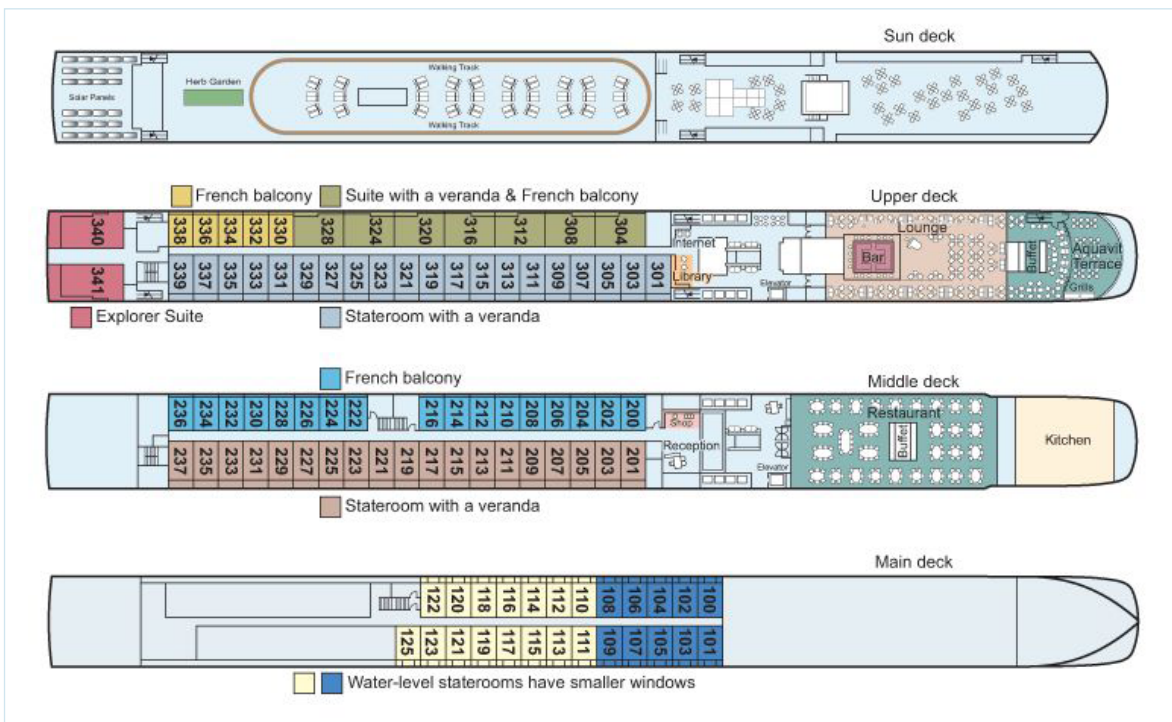 Sun deck
Walking Track
Herb Garden
Solar Panels
Walking Track
French balcony
Suite with a veranda & French balcony
Upper deck
340
338 336 334 332 330 328 324 320 316 312 308 304
Internet
Lounge
Bar
Buffet
Aquavit
Terrace
341
339 337 335 333 331 329 327 325 323 321 319 317 315 313 311 309 307 305 303 301
Library
Elevator
Grills
Explorer Suite
Stateroom with a veranda
French balcony
Middle deck
236 234 232 230 228 226 224 222 216 214 212 210 208 206 204 202 200
Shop
Restaurant
Reception
Buffet
Kitchen
237 235 233 231 229 227 225 223 221 219 217 215 213 211 209 207 205 203 201
Elevator
Stateroom with a veranda
Main deck
122 120 118 116 114 112 110 108 106 104 102 100
125 123 121 119 117 115 113 111 109 107 105 103 101
Water-level staterooms have smaller windows